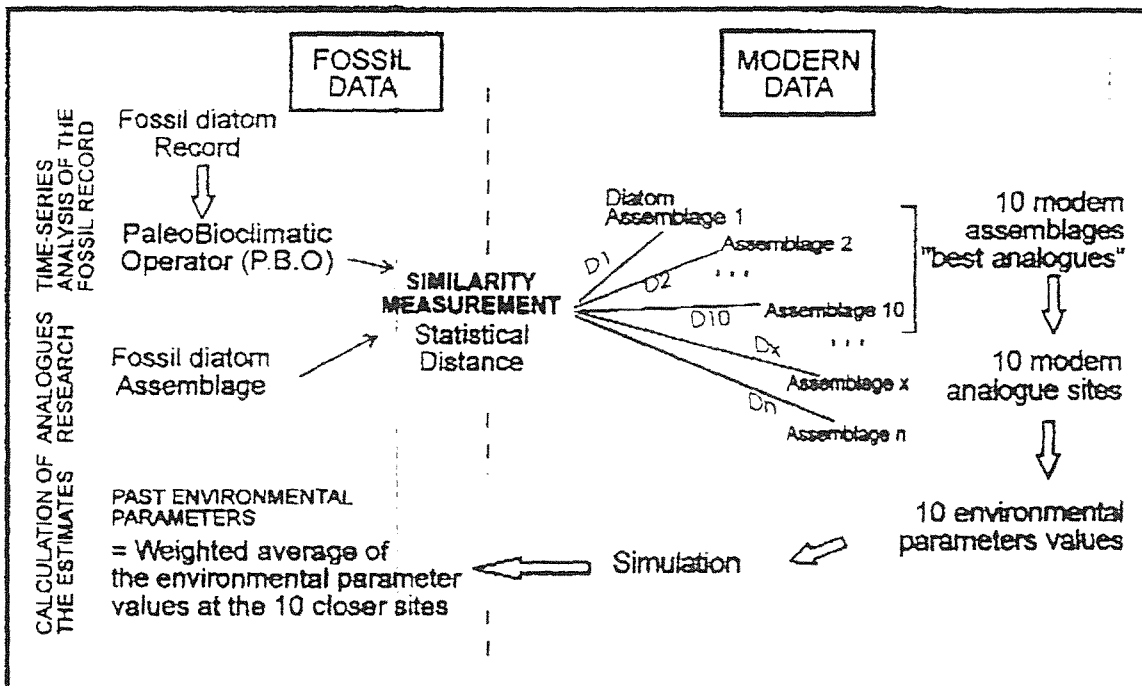 FOSSIL
DATA
MODERN
DATA
TIME-SERIES
ANALYSIS OF THE
FOSSIL RECORD
Fossil diatom
Record
PaleoBioclimatic
Operator (P.B.O)
ANALOGUES
RESEARCH
Fossil diatom
Assemblage
SIMILARITY
MEASUREMENT
Statistical
Distance
Diatom
Assemblage 1
D1
Assemblage 2
D2
...
Assemblage 10
D10
...
Dx
Assemblage x
Dn
Assemblage n
10 modern
assemblages
"best analogues"
10 modern
analogue sites
10 environmental
parameters values
Simulation
CALCULATION OF
THE ESTIMATES
PAST ENVIRONMENTAL
PARAMETERS
= Weighted average of
the environmental parameter
values at the 10 closer sites